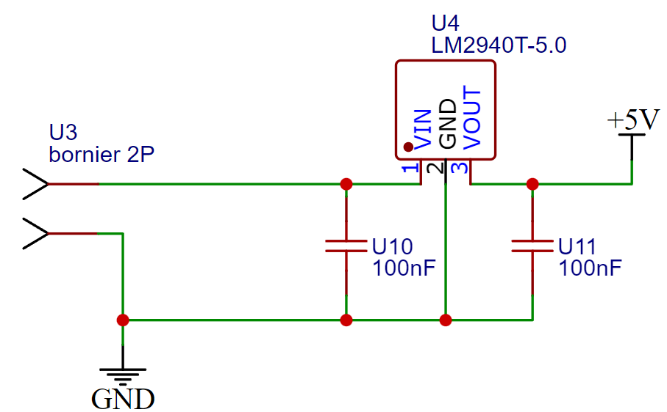 U4
LM2940T-5.0
VIN
GND
VOUT
1
2
3
+5V
U3
bornier 2P
U10
100nF
U11
100nF
GND